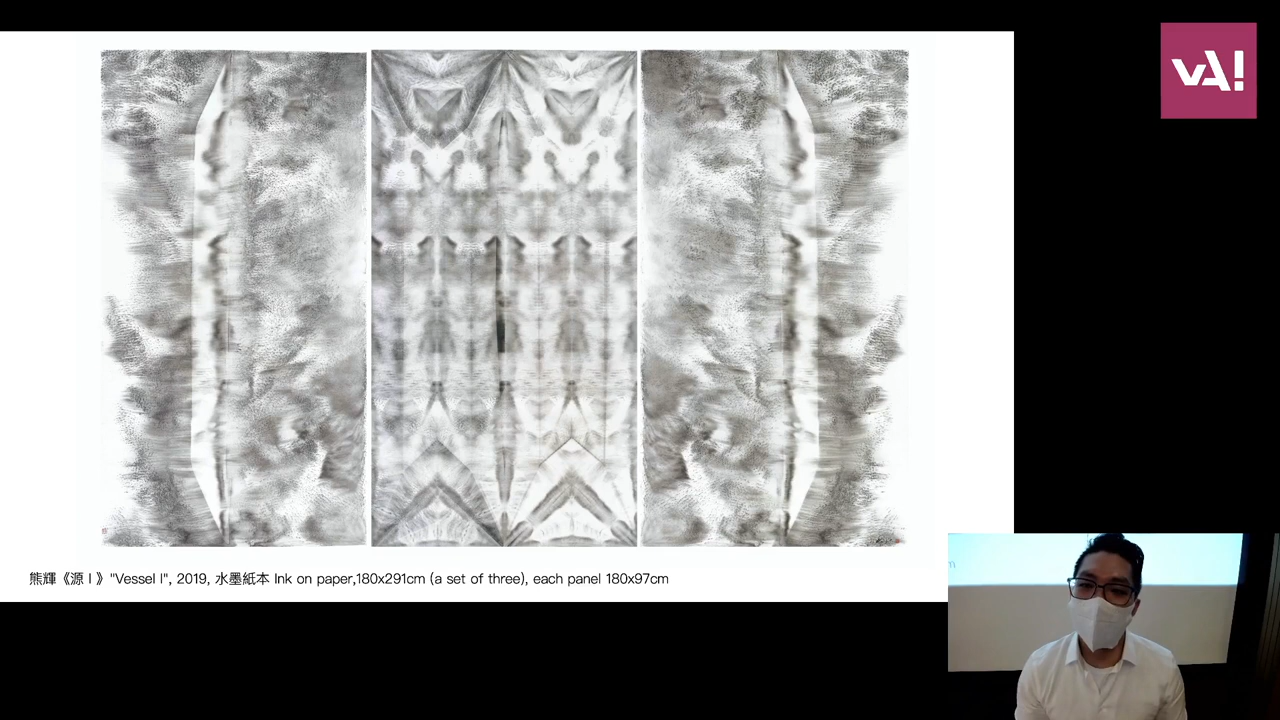 vA!
熊輝《源 I 》"Vessel I", 2019, 水墨紙本 Ink on paper,180x291cm (a set of three), each panel 180x97cm